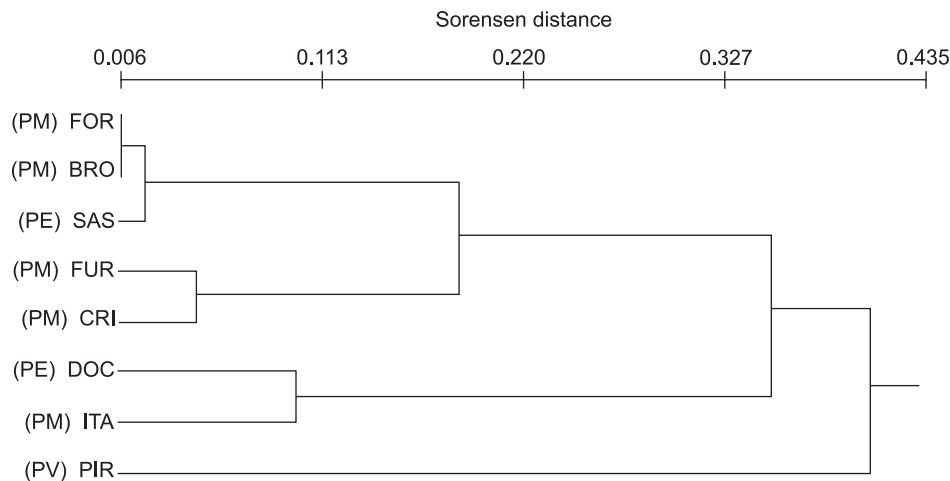 Sorensen distance
0.006 0.113 0.220 0.327 0.435
(PM) FOR
(PM) BRO
(PE) SAS
(PM) FUR
(PM) CRI
(PE) DOC
(PM) ITA
(PV) PIR